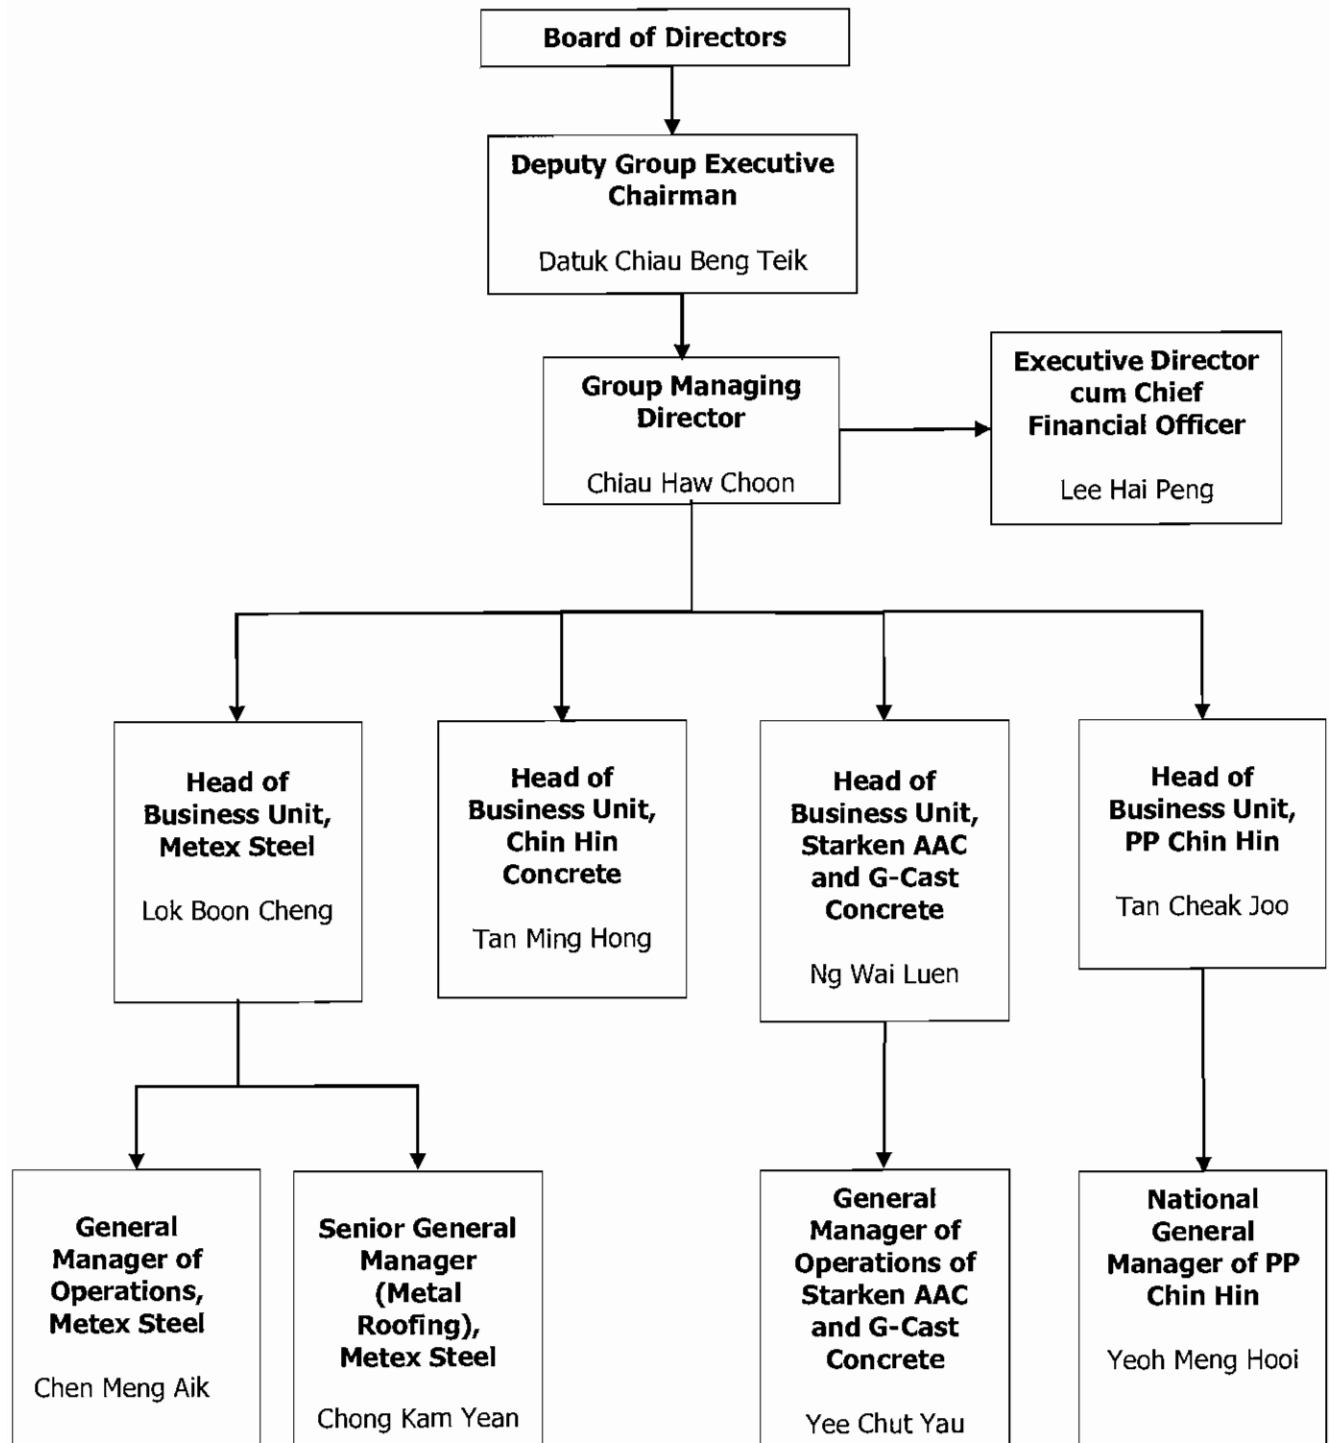 Board of Directors
Deputy Group Executive
Chairman
Datuk Chiau Beng Teik
Group Managing
Director
Chiau Haw Choon
Executive Director
cum Chief
Financial Officer
Lee Hai Peng
Head of
Business Unit,
Metex Steel
Lok Boon Cheng
Head of
Business Unit,
Chin Hin
Concrete
Tan Ming Hong
Head of
Business Unit,
Starken AAC
and G-Cast
Concrete
Ng Wai Luen
Head of
Business Unit,
PP Chin Hin
Tan Cheak Joo
General
Manager of
Operations,
Metex Steel
Chen Meng Aik
Senior General
Manager
(Metal
Roofing),
Metex Steel
Chong Kam Yean
General
Manager of
Operations of
Starken AAC
and G-Cast
Concrete
Yee Chut Yau
National
General
Manager of PP
Chin Hin
Yeoh Meng Hooi